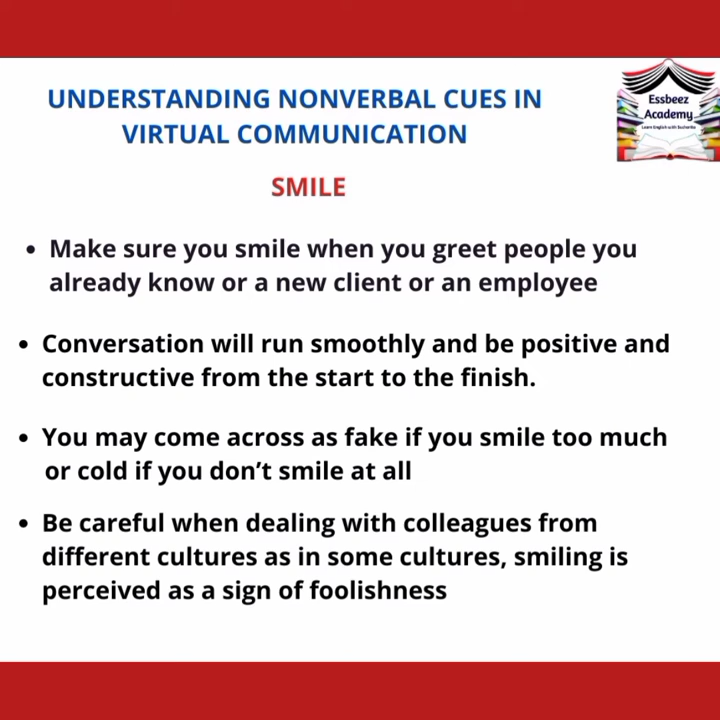 UNDERSTANDING NONVERBAL CUES IN
VIRTUAL COMMUNICATION
Essbeez
Academy
Learn English with Sucharita
SMILE
• Make sure you smile when you greet people you
already know or a new client or an employee
• Conversation will run smoothly and be positive and
constructive from the start to the finish.
• You may come across as fake if you smile too much
or cold if you don’t smile at all
• Be careful when dealing with colleagues from
different cultures as in some cultures, smiling is
perceived as a sign of foolishness